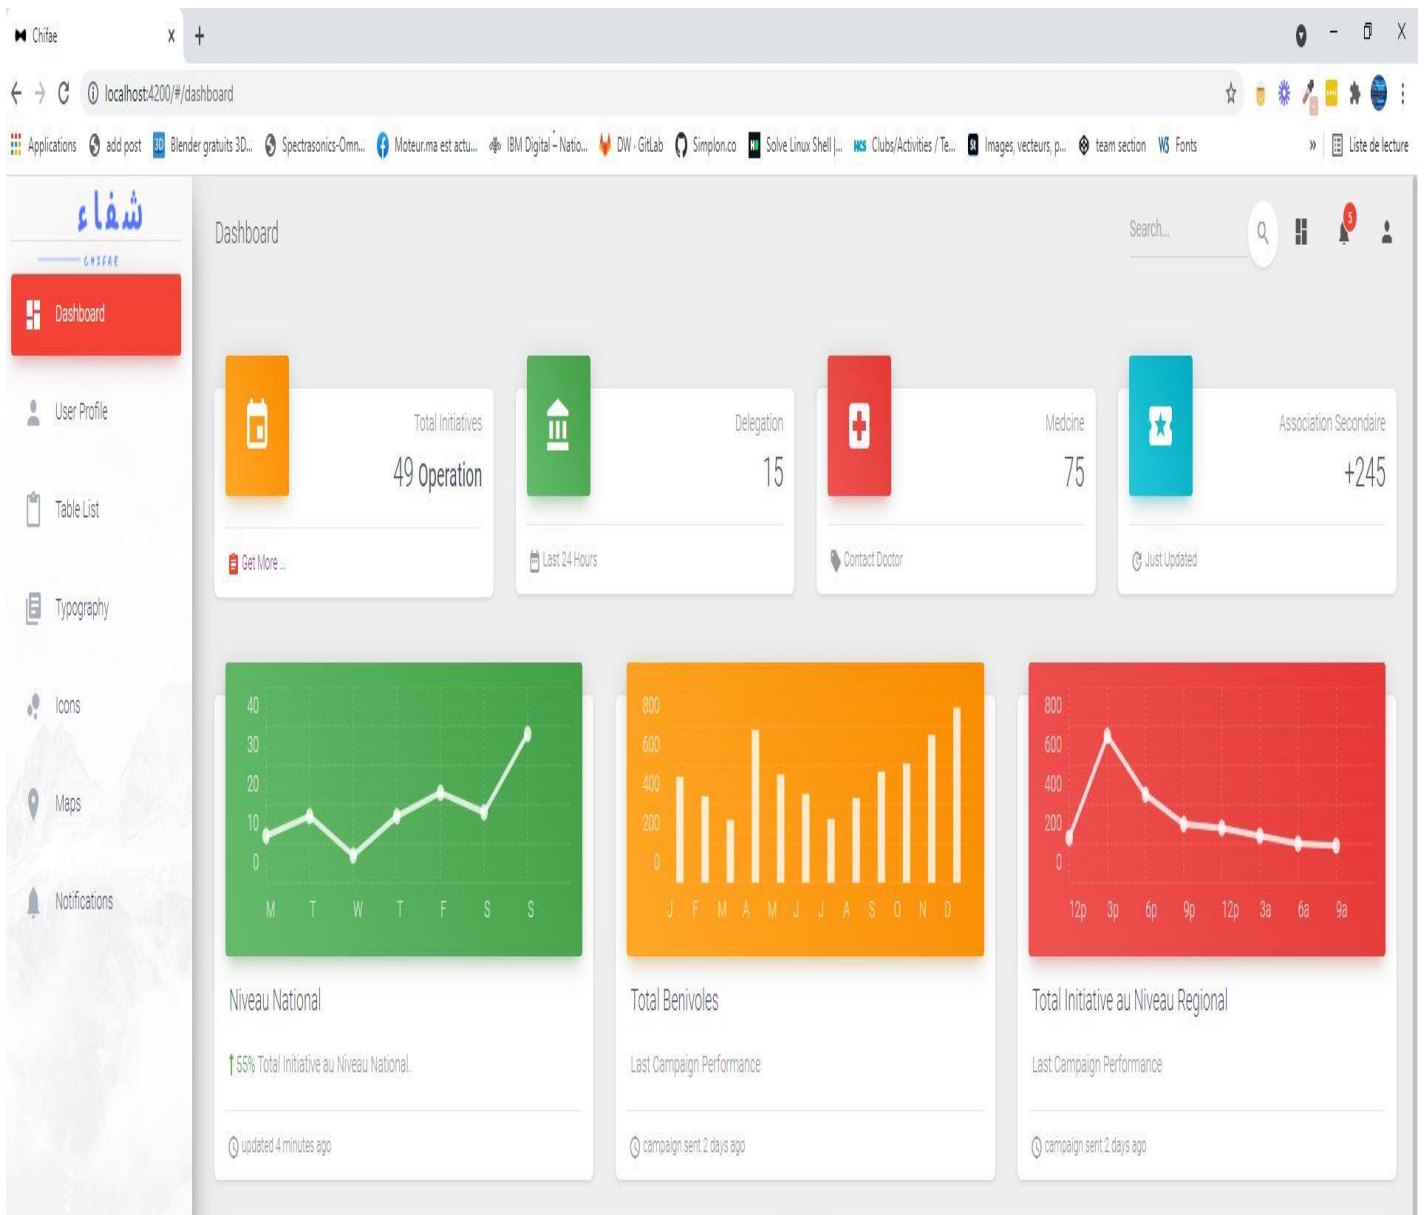 Chifae
localhost:4200/#/dashboard
Applications add post Blender gratuits 3D... Spectrasonics-Omn... Moteur.ma est actu... IBM Digital – Natio... DW · GitLab Simplon.co Solve Linux Shell |... HCS Clubs/Activities / Te... St Images, vecteurs, p... team section W3 Fonts » Liste de lecture
شفاء
CHIFAE
Dashboard
User Profile
Table List
Typography
Icons
Maps
Notifications
Dashboard
Search...
5
Total Initiatives
49 Operation
Get More ...
Delegation
15
Last 24 Hours
Medcine
75
Contact Doctor
Association Secondaire
+245
Just Updated
40
30
20
10
0
M T W T F S S
Niveau National
55% Total Initiative au Niveau National.
updated 4 minutes ago
800
600
400
200
0
J F M A M J J A S O N D
Total Benivoles
Last Campaign Performance
campaign sent 2 days ago
800
600
400
200
0
12p 3p 6p 9p 12p 3a 6a 9a
Total Initiative au Niveau Regional
Last Campaign Performance
campaign sent 2 days ago